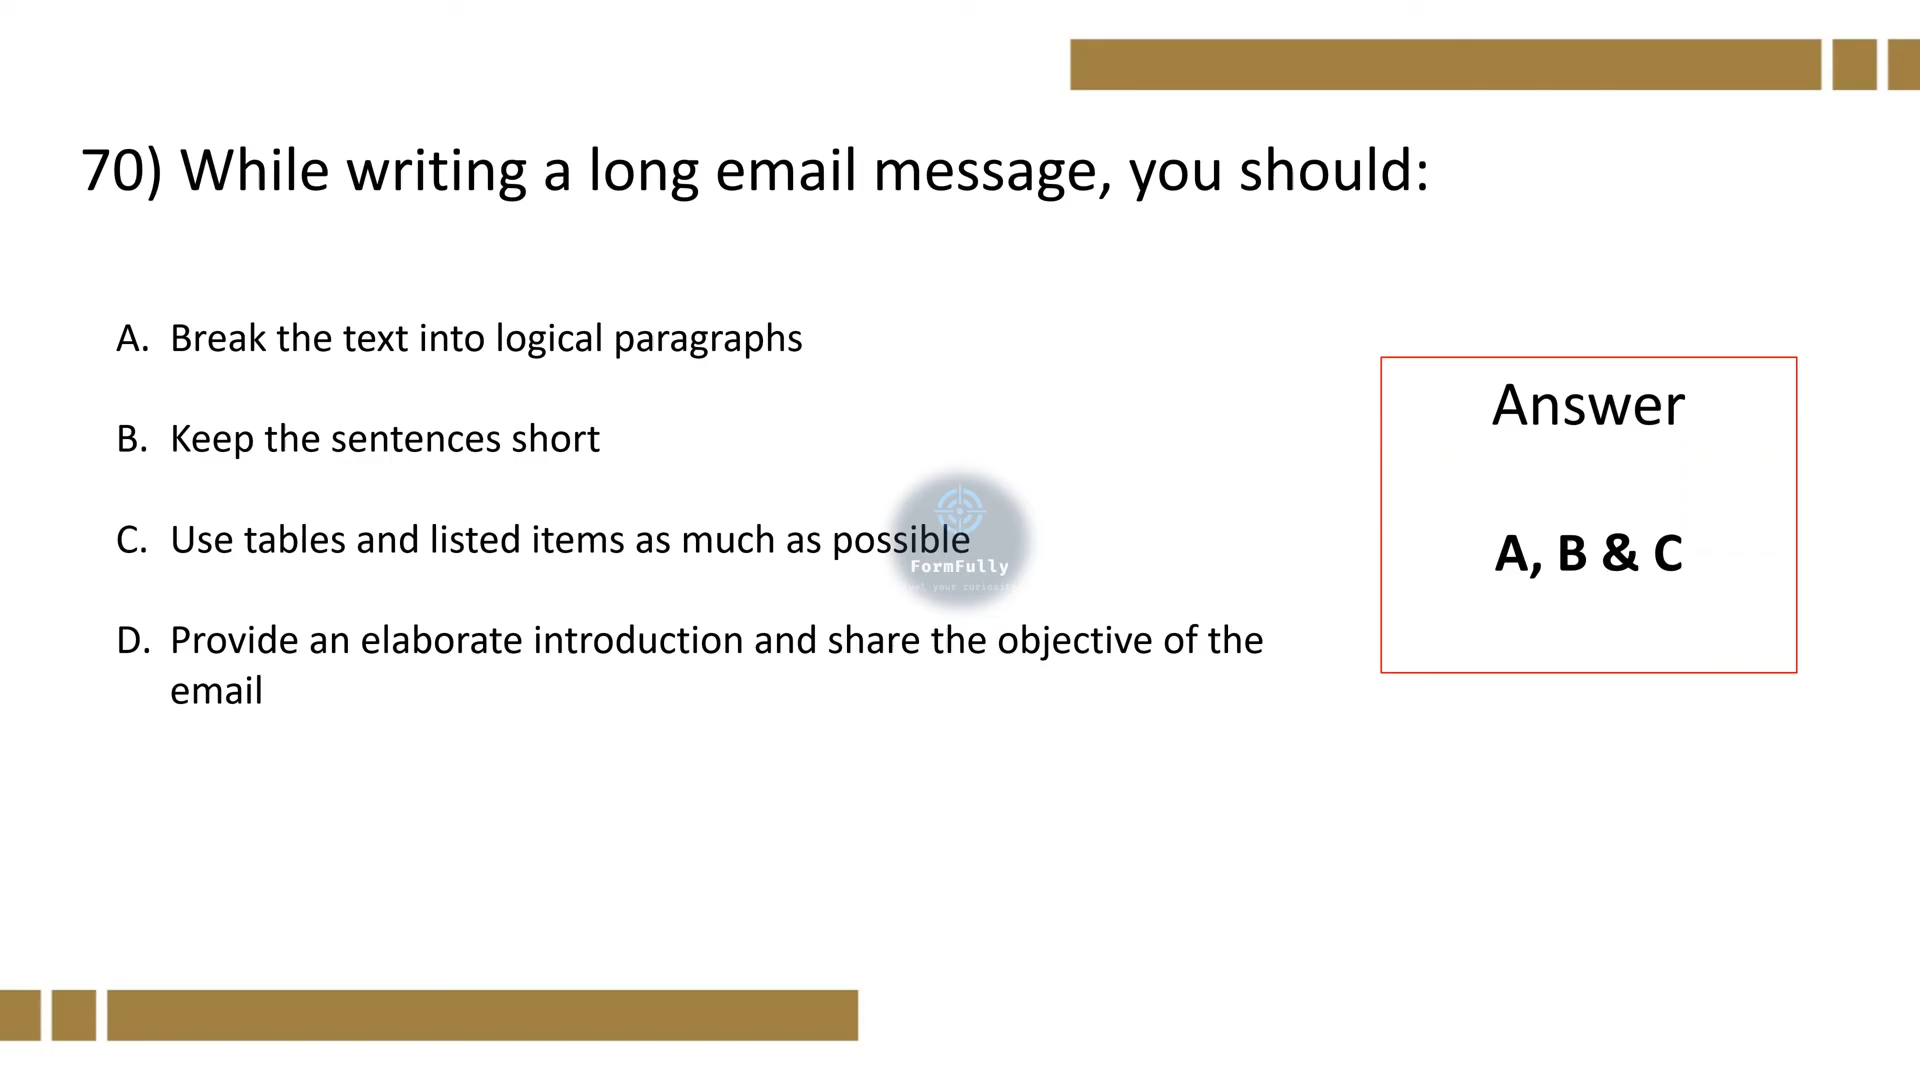 70) While writing a long email message, you should:
A. Break the text into logical paragraphs
B. Keep the sentences short
C. Use tables and listed items as much as possible
D. Provide an elaborate introduction and share the objective of the
email
Answer
A, B & C
FormFully
your curiosity